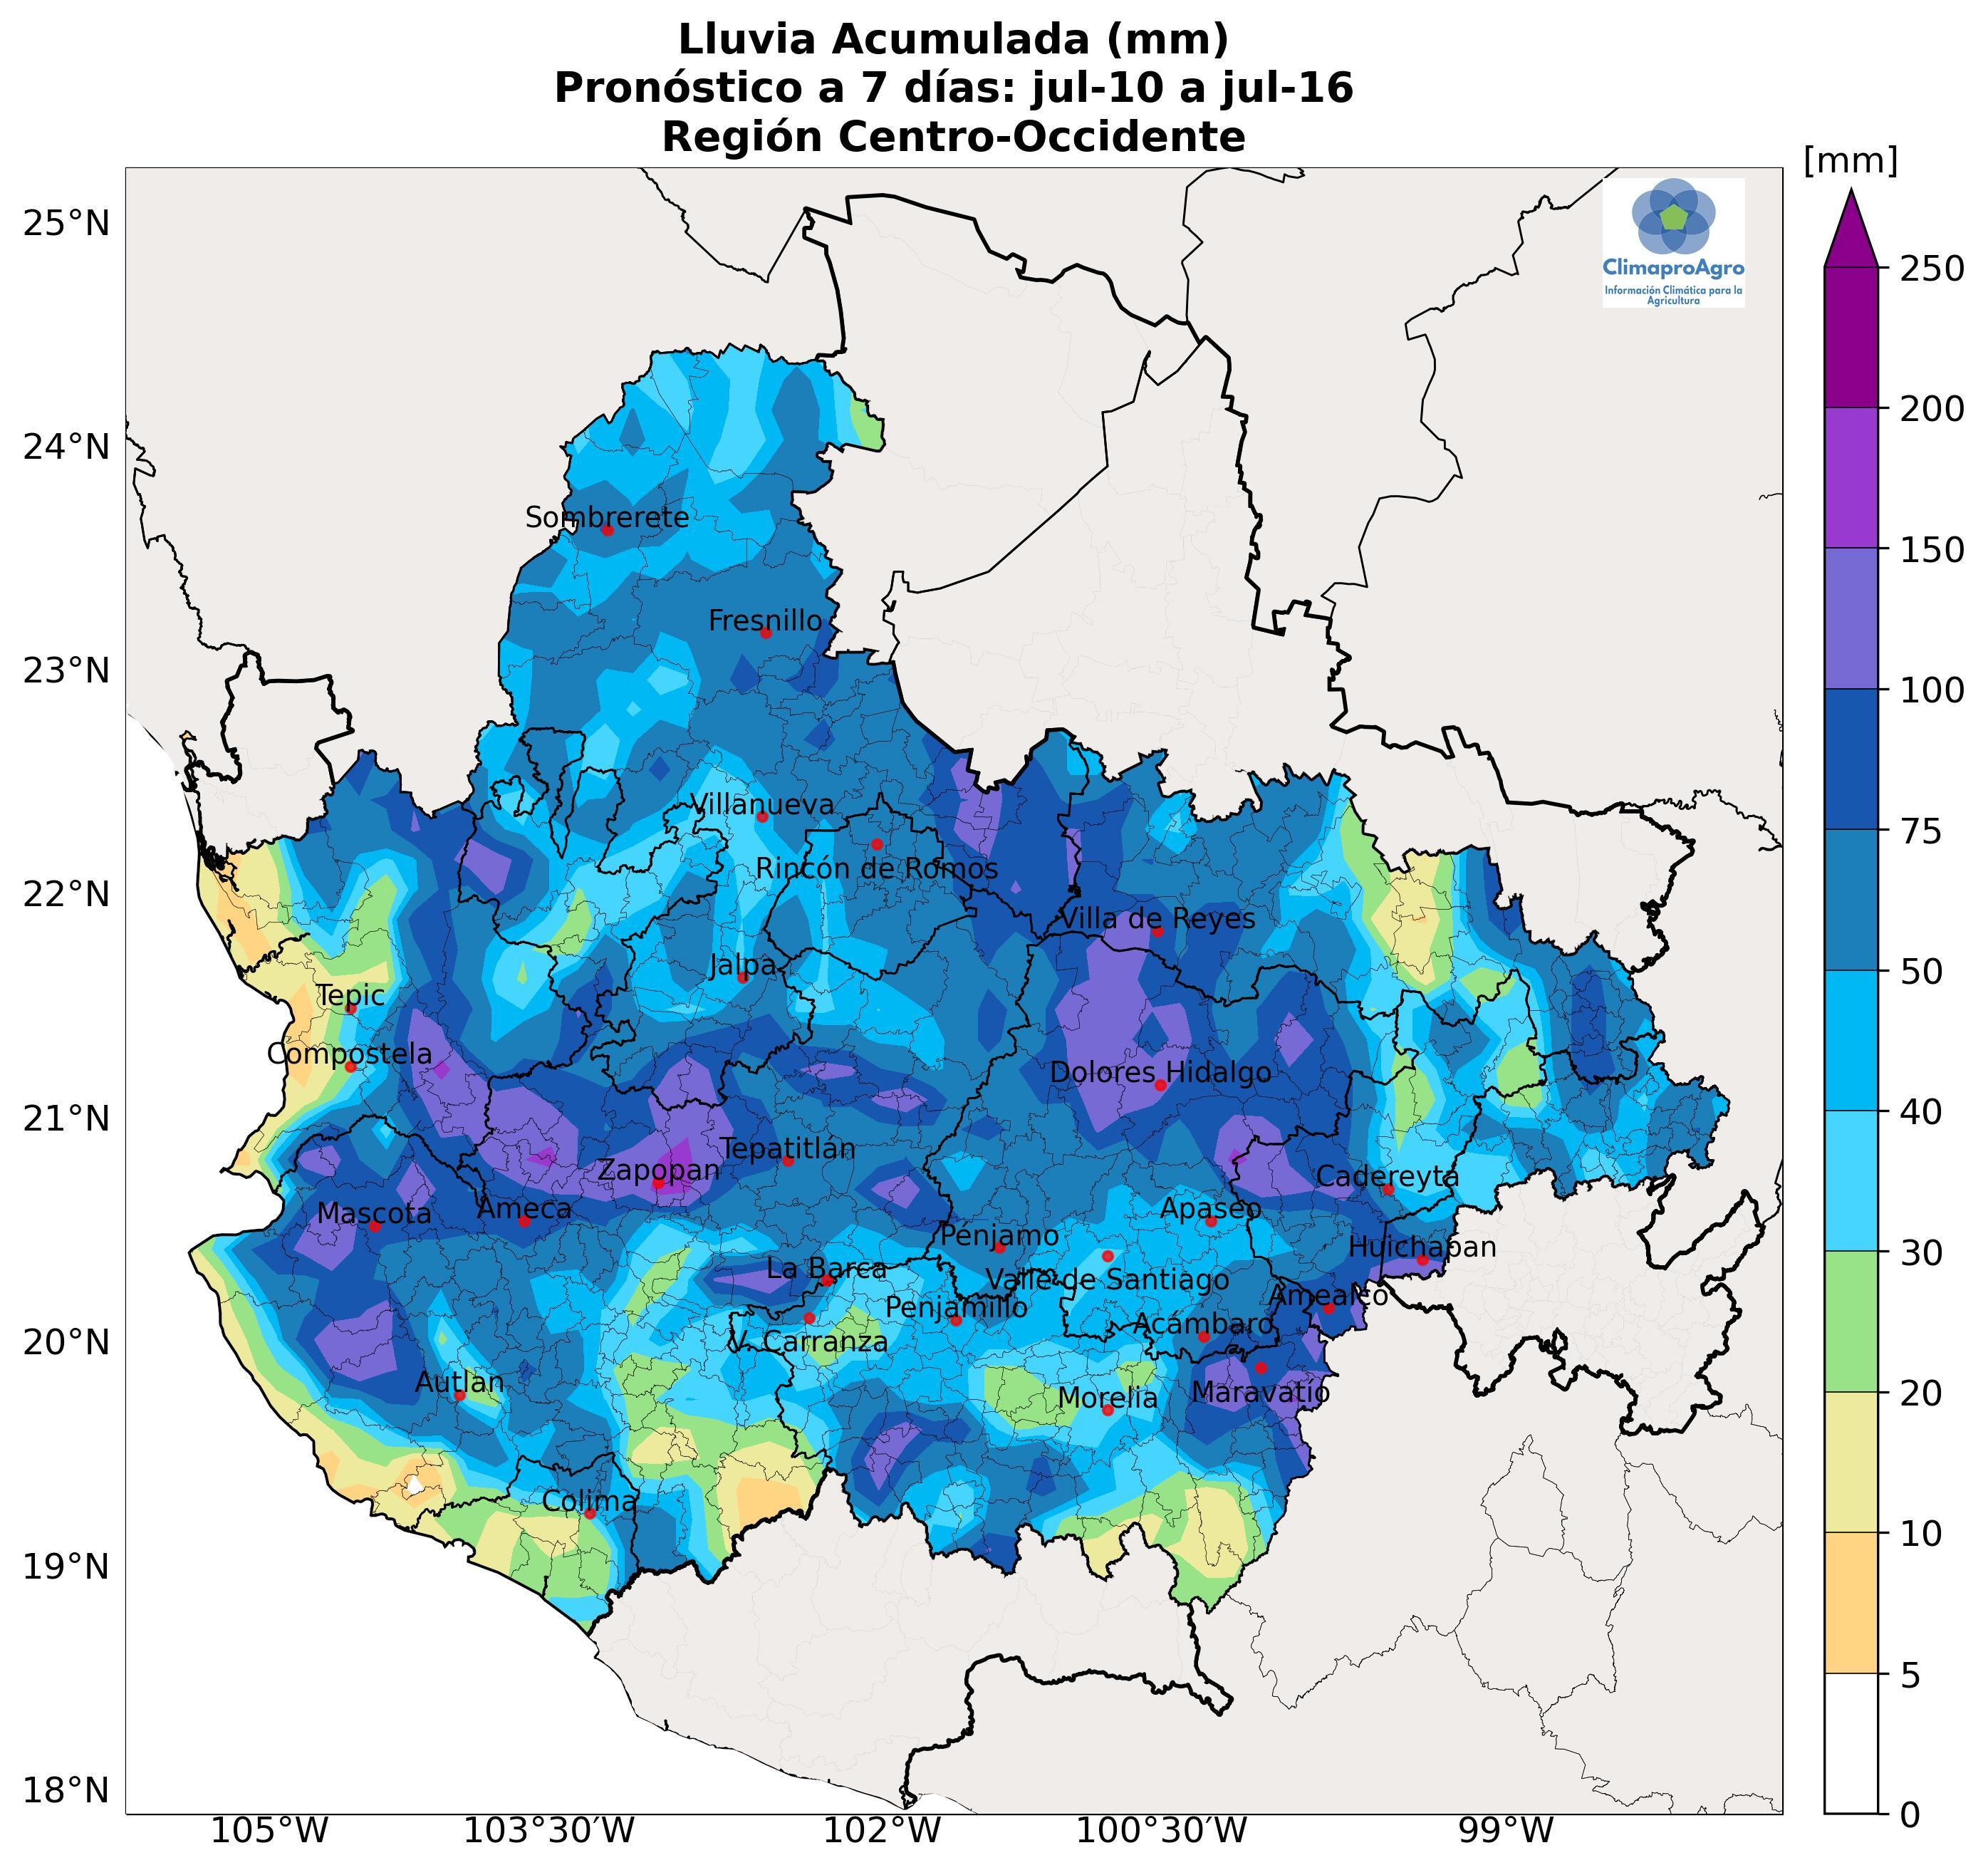 Lluvia Acumulada (mm)
Pronóstico a 7 días: jul-10 a jul-16
Región Centro-Occidente
[mm]
25°N
24°N
23°N
22°N
21°N
20°N
19°N
18°N
105°W
103°30'W
102°W
100°30'W
99°W
ClimaproAgro
Información Climática para la
Agricultura
250
200
150
100
75
50
40
30
20
10
5
0
Sombrerete
Fresnillo
Villanueva
Rincón de Romos
Villa de Reyes
Jalpa
Tepic
Compostela
Dolores Hidalgo
Tepatitlán
Zapopan
Cadereyta
Mascota
Ameca
Apaseo
Pénjamo
Huichapan
La Barca
Valle de Santiago
Amealco
Penjamillo
Acámbaro
V. Carranza
Autlan
Maravatío
Morelia
Colima